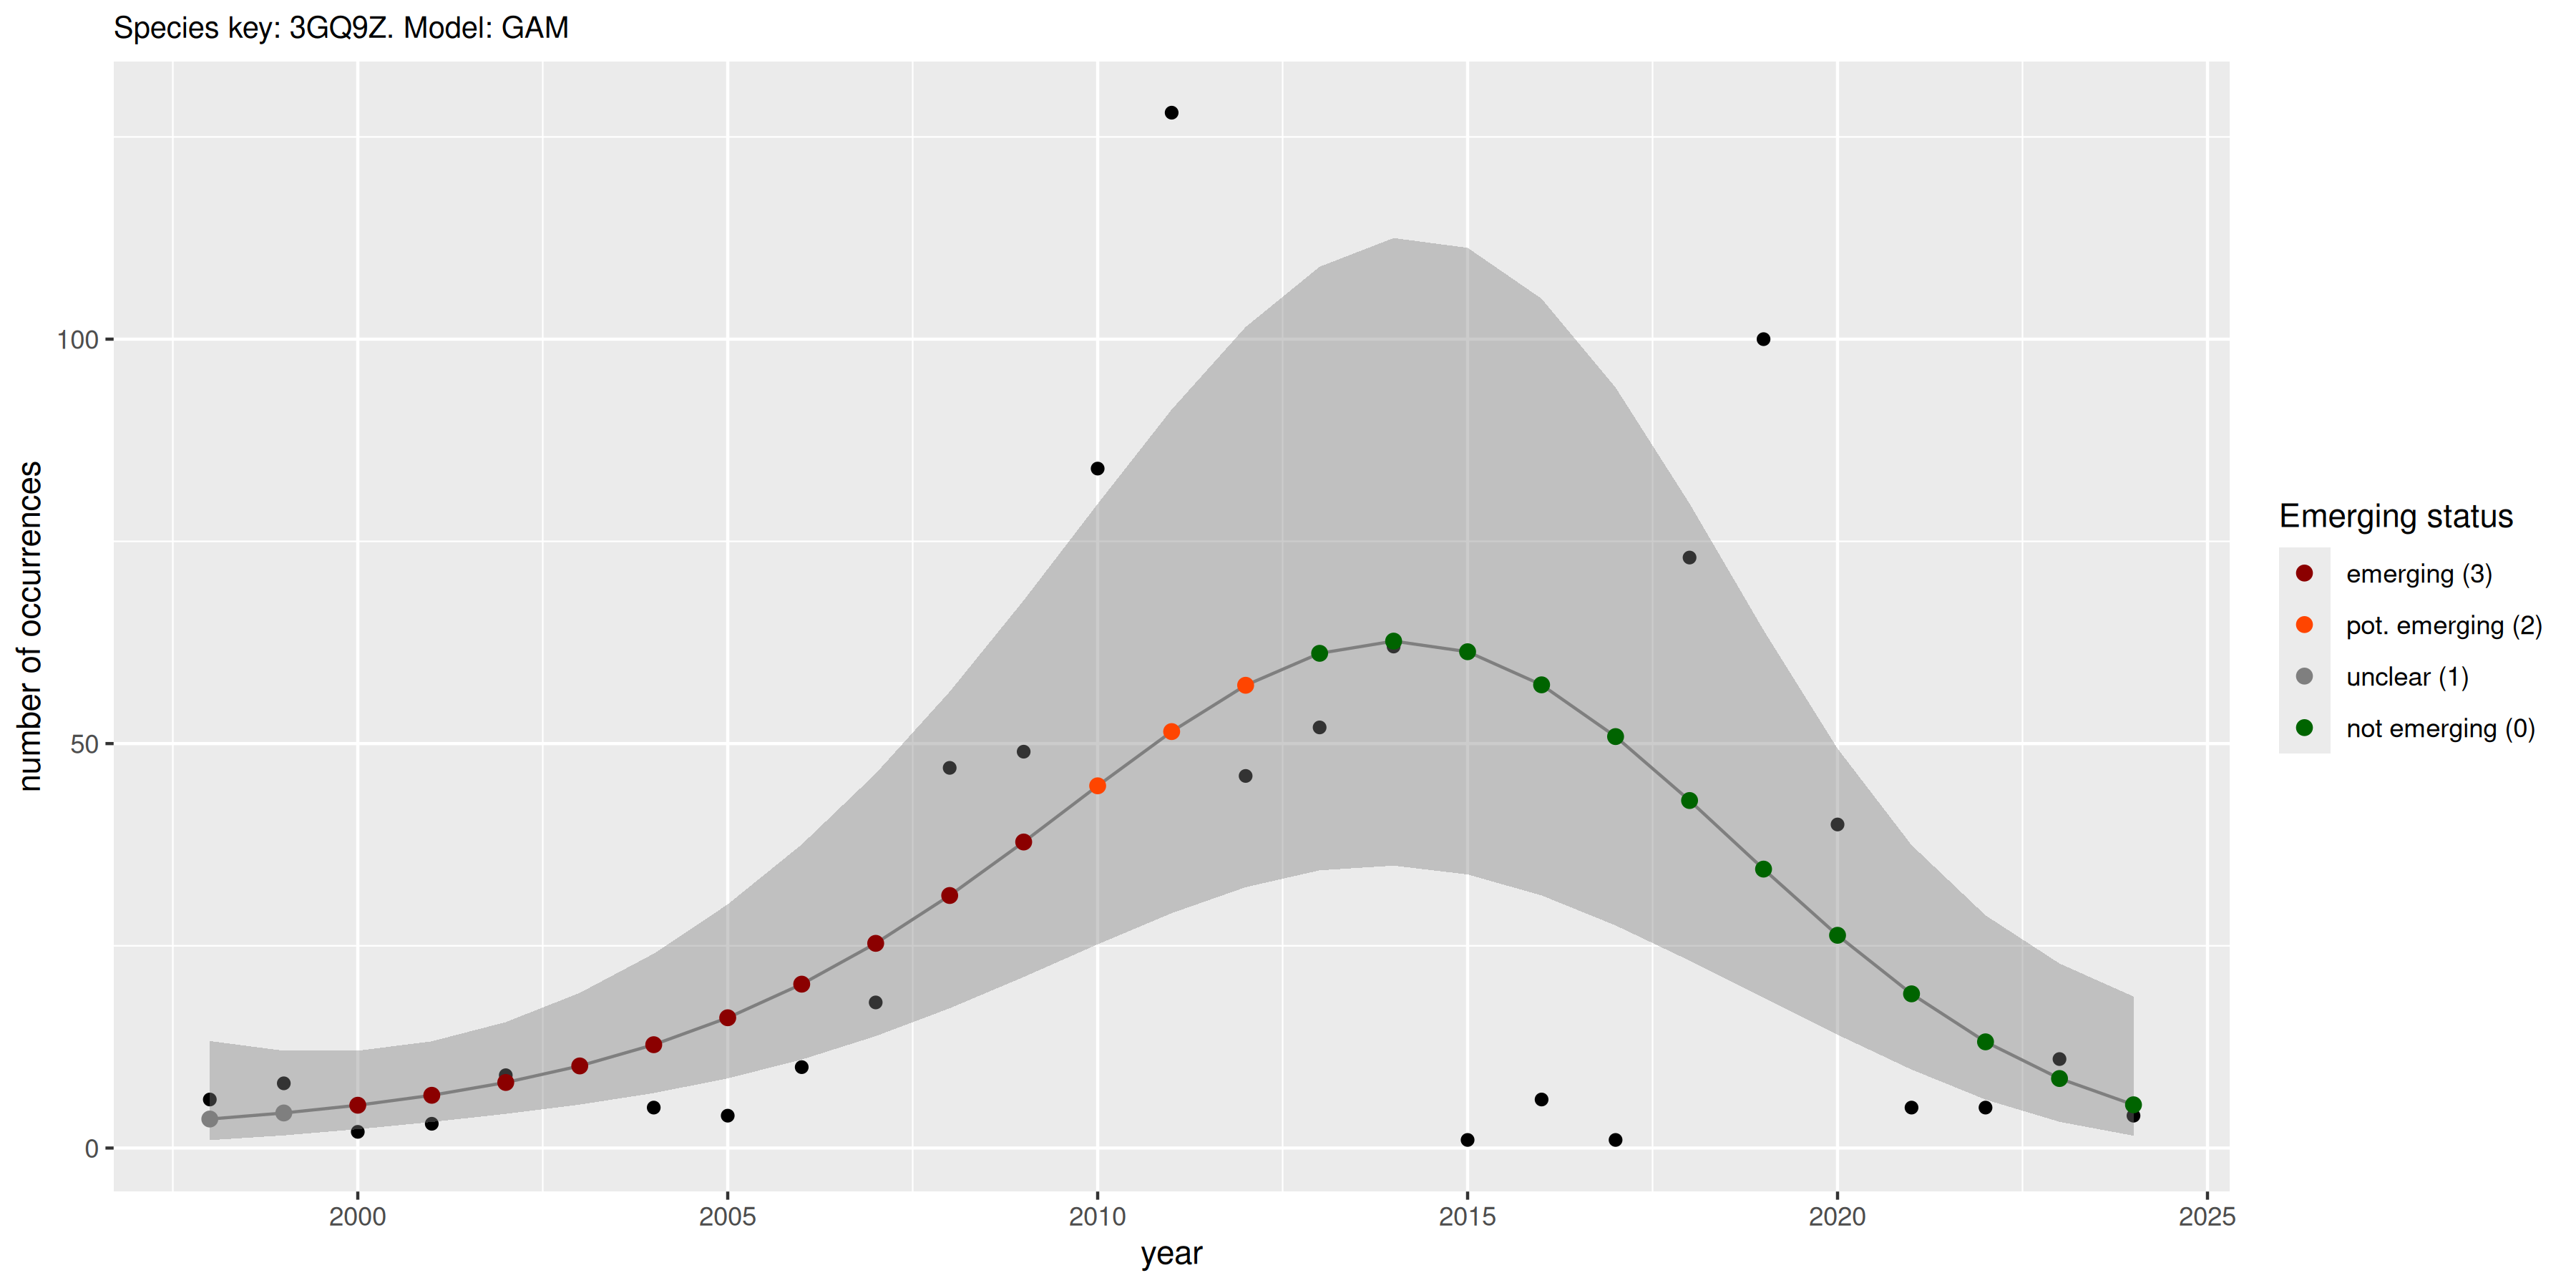 Species key: 3GQ9Z. Model: GAM
number of occurrences
100
50
0
2000 2005 2010 2015 2020 2025
year
Emerging status
emerging (3)
pot. emerging (2)
unclear (1)
not emerging (0)